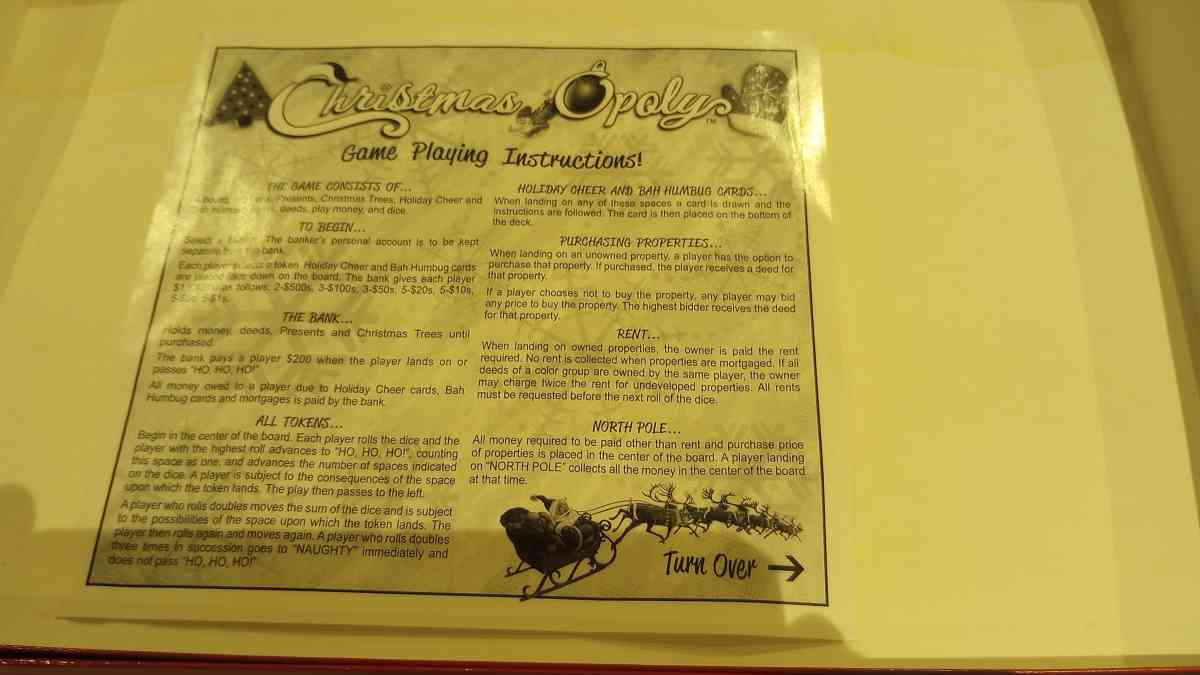 Christmas Opoly™
Game Playing Instructions!
THE GAME CONSISTS OF...
Presents, Christmas Trees, Holiday Cheer and
deeds, play money, and dice.
TO BEGIN...
Select a The banker's personal account is to be kept
separate bank.
Each player selects a token. Holiday Cheer and Bah Humbug cards
are placed face down on the board. The bank gives each player
as follows: 2-$500s, 3-$100s, 3-$50s, 5-$20s, 5-$10s,
5-$1s.
THE BANK...
Holds money, deeds, Presents and Christmas Trees until
purchased.
The bank pays a player $200 when the player lands on or
passes "HO, HO, HO!"
All money owed to a player due to Holiday Cheer cards, Bah
Humbug cards and mortgages is paid by the bank.
ALL TOKENS...
Begin in the center of the board. Each player rolls the dice and the
player with the highest roll advances to "HO, HO, HO!", counting
this space as one, and advances the number of spaces indicated
on the dice. A player is subject to the consequences of the space
upon which the token lands. The play then passes to the left.
A player who rolls doubles moves the sum of the dice and is subject
to the possibilities of the space upon which the token lands. The
player then rolls again and moves again. A player who rolls doubles
three times in succession goes to "NAUGHTY" immediately and
does not pass "HO, HO, HO!"
HOLIDAY CHEER AND BAH HUMBUG CARDS...
When landing on any of these spaces a card is drawn and the
instructions are followed. The card is then placed on the bottom of
the deck.
PURCHASING PROPERTIES...
When landing on an unowned property, a player has the option to
purchase that property. If purchased, the player receives a deed for
that property.
If a player chooses not to buy the property, any player may bid
any price to buy the property. The highest bidder receives the deed
for that property.
RENT...
When landing on owned properties, the owner is paid the rent
required. No rent is collected when properties are mortgaged. If all
deeds of a color group are owned by the same player, the owner
may charge twice the rent for undeveloped properties. All rents
must be requested before the next roll of the dice.
NORTH POLE...
All money required to be paid other than rent and purchase price
of properties is placed in the center of the board. A player landing
on "NORTH POLE" collects all the money in the center of the board
at that time.
Turn Over